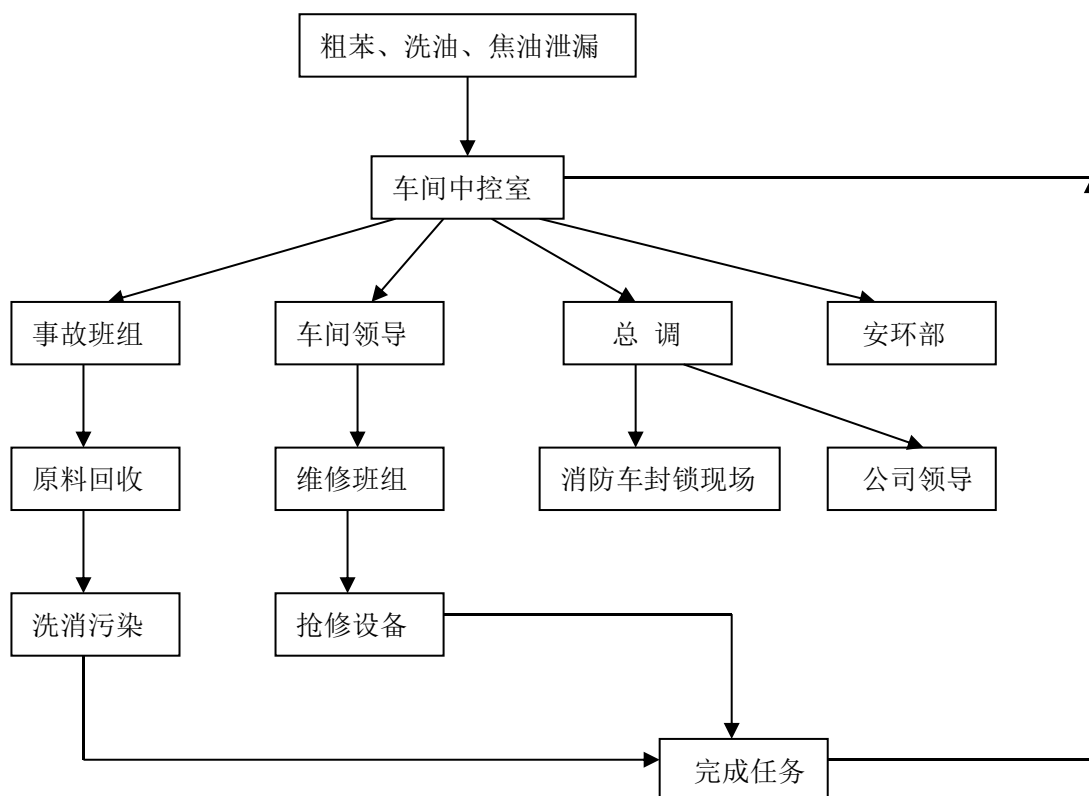 粗苯、洗油、焦油泄漏
车间中控室
事故班组
车间领导
总 调
安环部
原料回收
维修班组
消防车封锁现场
公司领导
洗消污染
抢修设备
完成任务